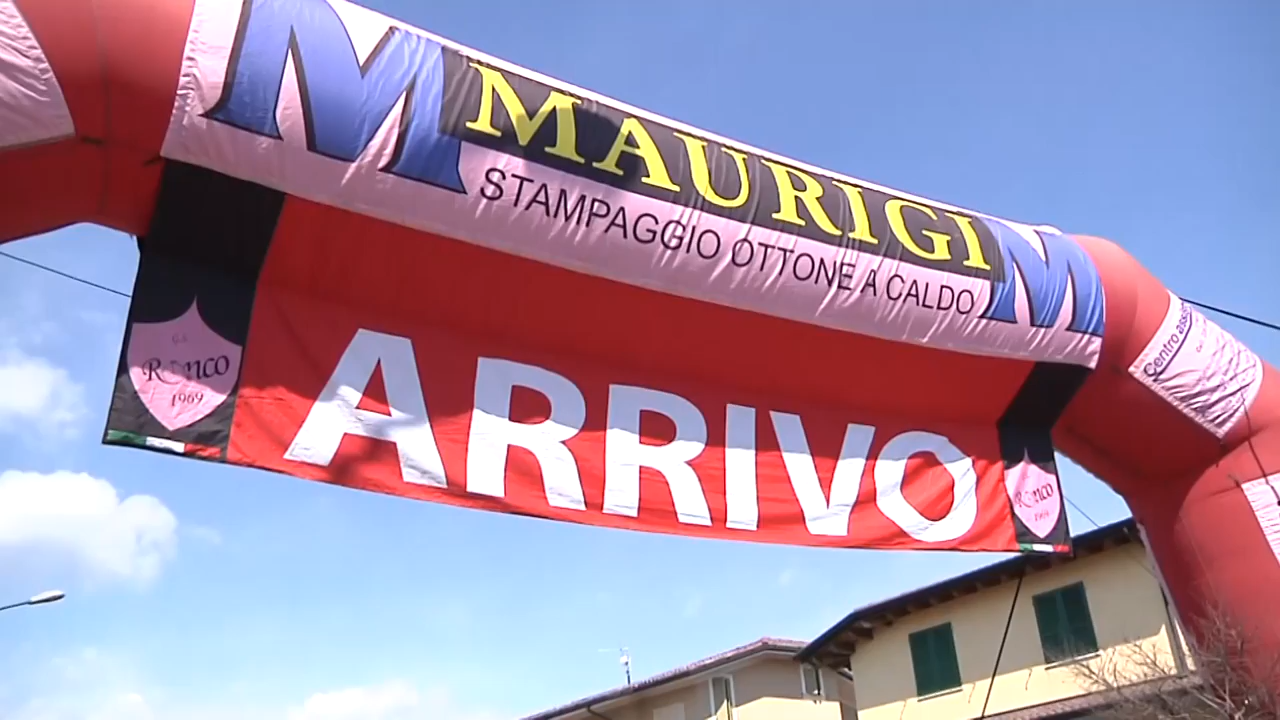 M MAURIGI M
STAMPAGGIO OTTONE A CALDO
ARRIVO
G.S.
Ronco
1969
Ronco
1969
Centro